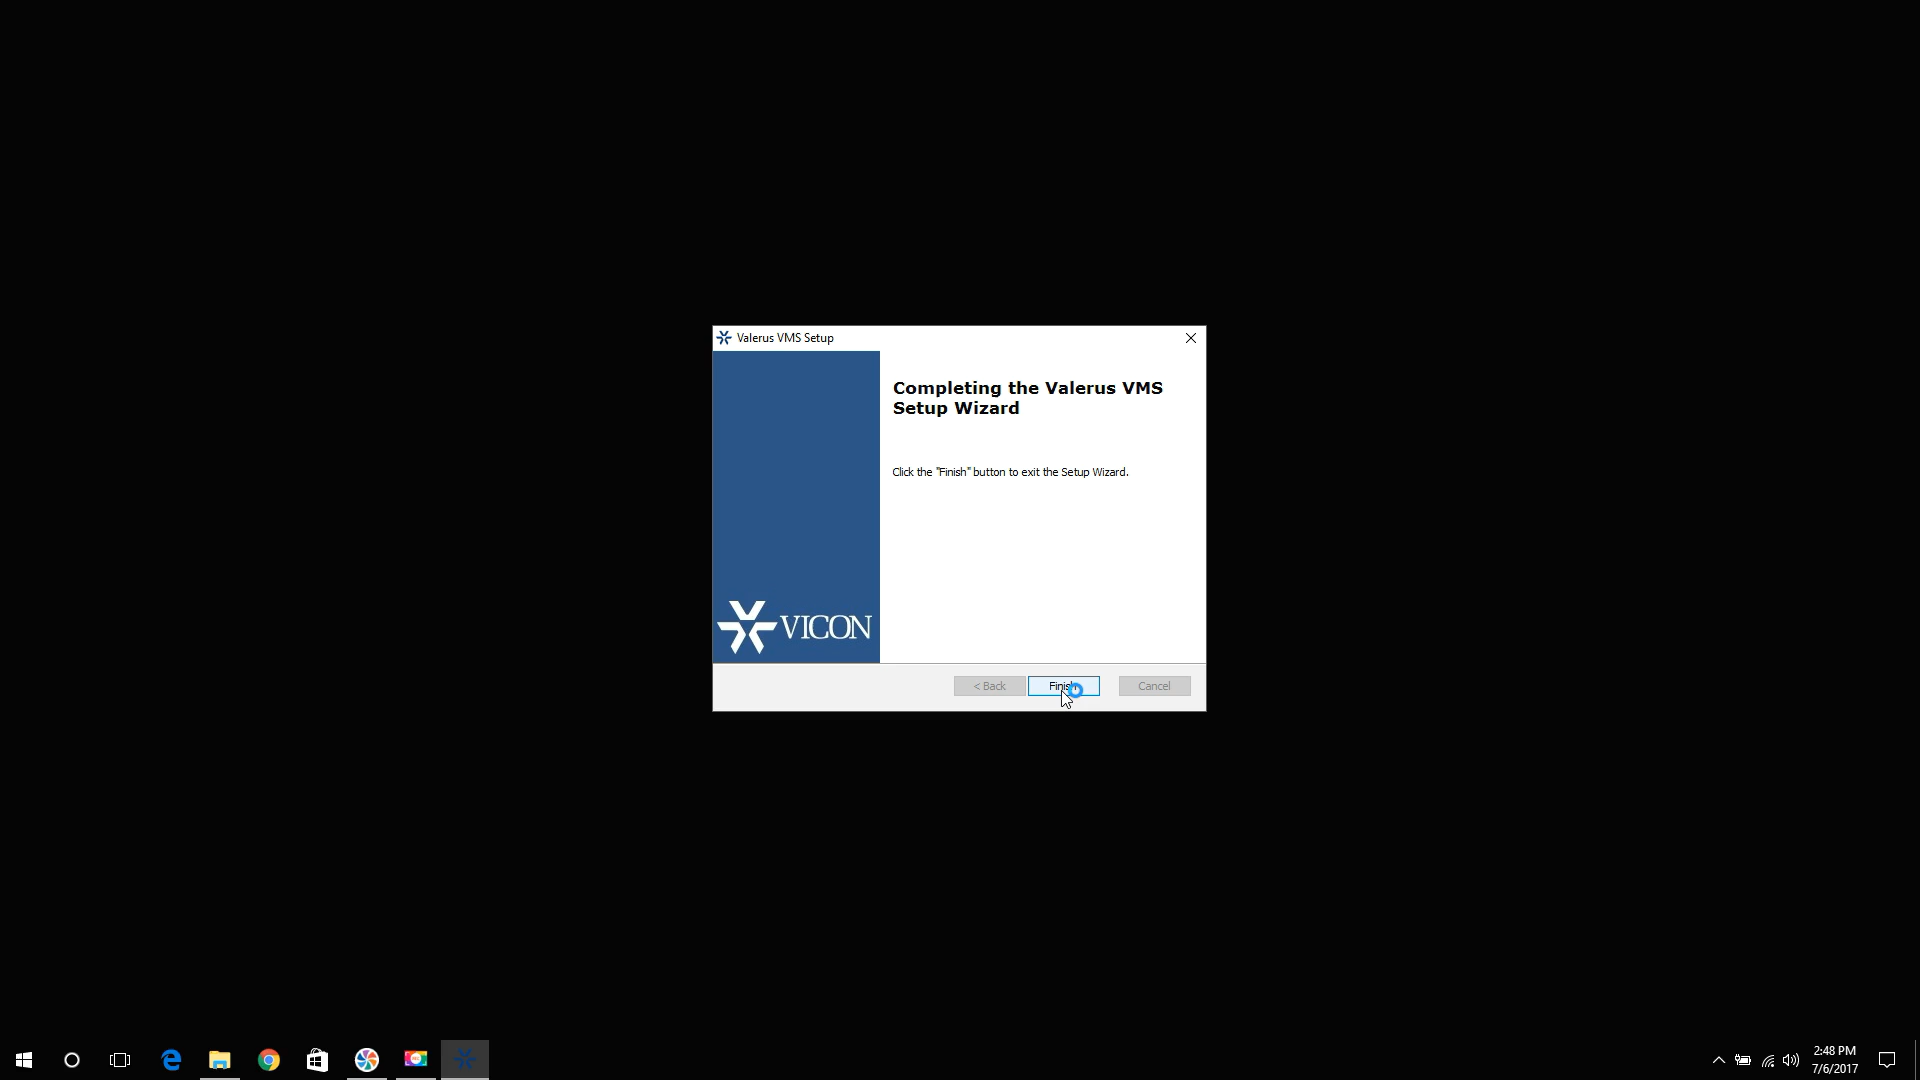 Valerus VMS Setup
Completing the Valerus VMS
Setup Wizard
Click the "Finish" button to exit the Setup Wizard.
VICON
< Back
Finish
Cancel
2:48 PM
7/6/2017